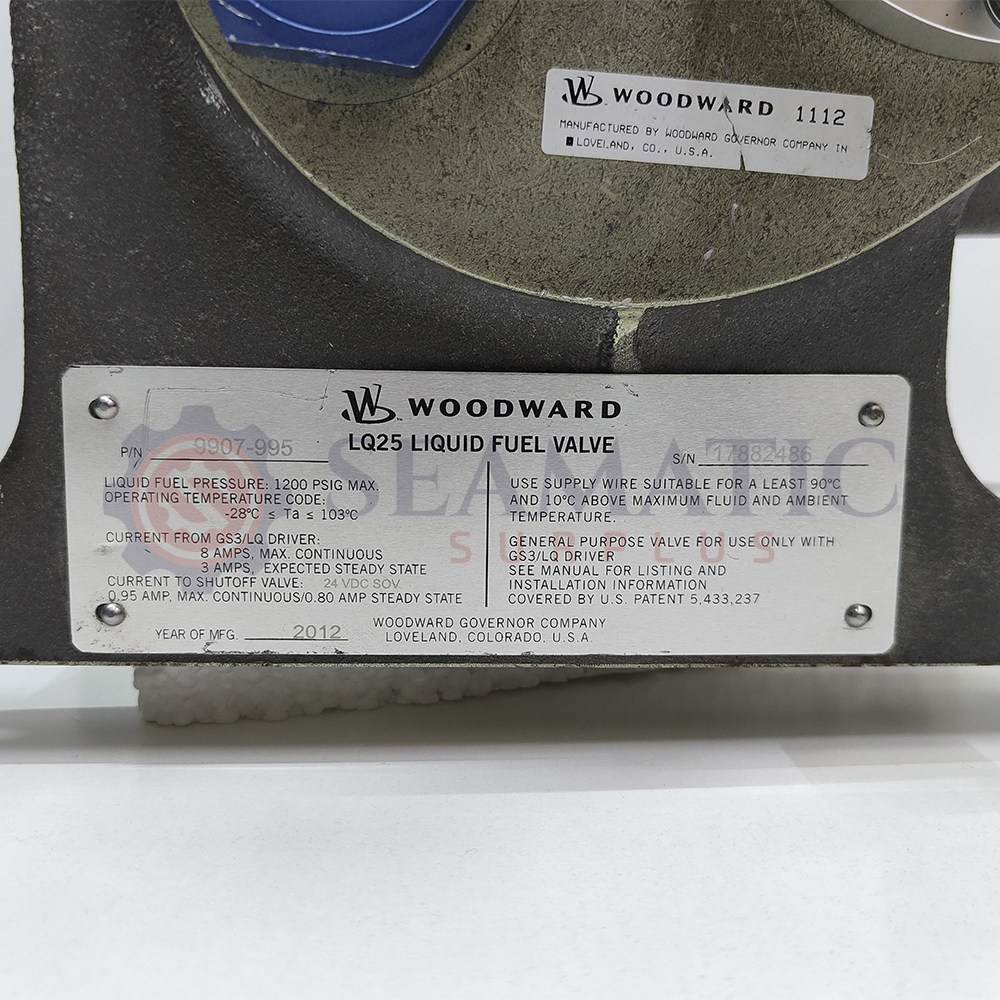 WOODWARD 1112
MANUFACTURED BY WOODWARD GOVERNOR COMPANY IN
LOVELAND, CO., U.S.A.
WOODWARD
LQ25 LIQUID FUEL VALVE
P/N 9907-995
S/N 17882486
LIQUID FUEL PRESSURE: 1200 PSIG MAX.
OPERATING TEMPERATURE CODE:
-28°C ≤ Ta ≤ 103°C
CURRENT FROM GS3/LQ DRIVER:
8 AMPS, MAX. CONTINUOUS
3 AMPS, EXPECTED STEADY STATE
CURRENT TO SHUTOFF VALVE: 24 VDC SOV
0.95 AMP, MAX. CONTINUOUS/0.80 AMP STEADY STATE
USE SUPPLY WIRE SUITABLE FOR A LEAST 90°C
AND 10°C ABOVE MAXIMUM FLUID AND AMBIENT
TEMPERATURE.
GENERAL PURPOSE VALVE FOR USE ONLY WITH
GS3/LQ DRIVER
SEE MANUAL FOR LISTING AND
INSTALLATION INFORMATION
COVERED BY U.S. PATENT 5,433,237
YEAR OF MFG. 2012
WOODWARD GOVERNOR COMPANY
LOVELAND, COLORADO, U.S.A.
SEAMATIC
SURPLUS